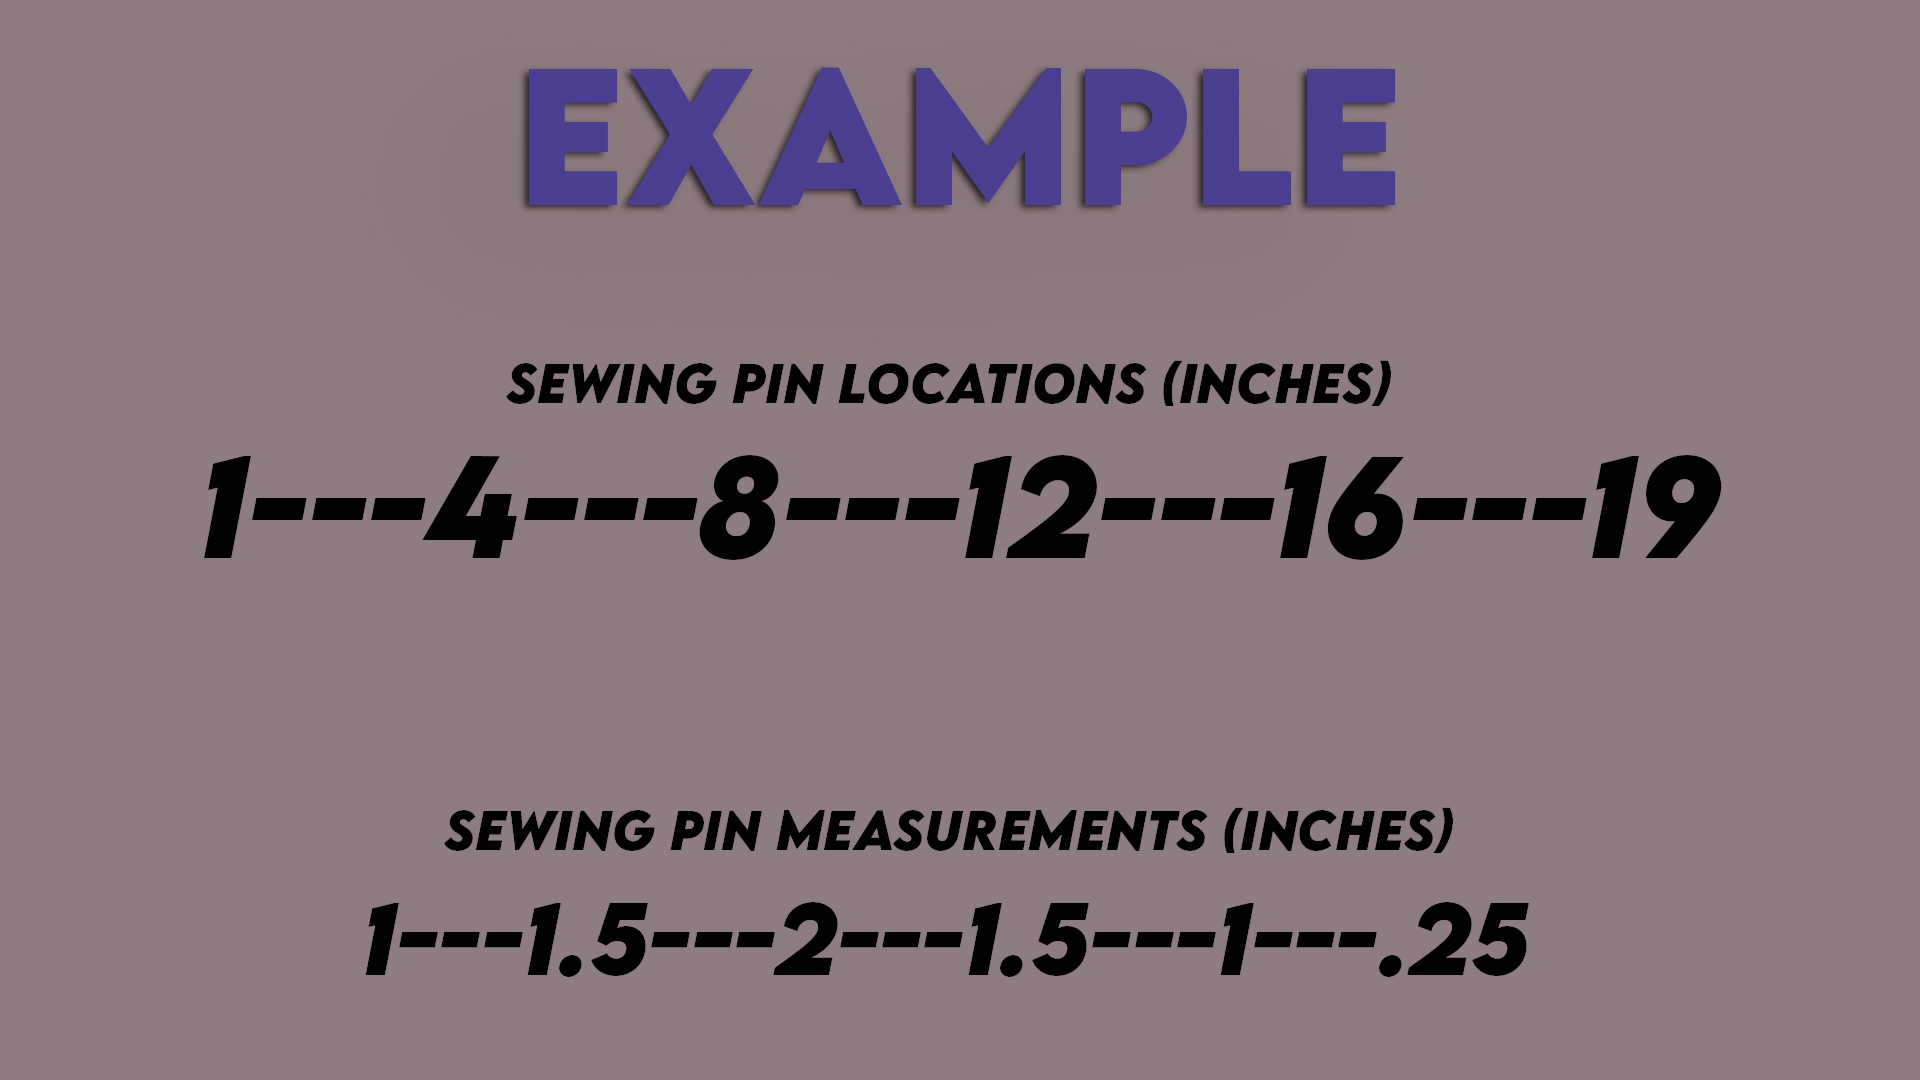 EXAMPLE
SEWING PIN LOCATIONS (INCHES)
1---4---8---12---16---19
SEWING PIN MEASUREMENTS (INCHES)
1---1.5---2---1.5---1---.25